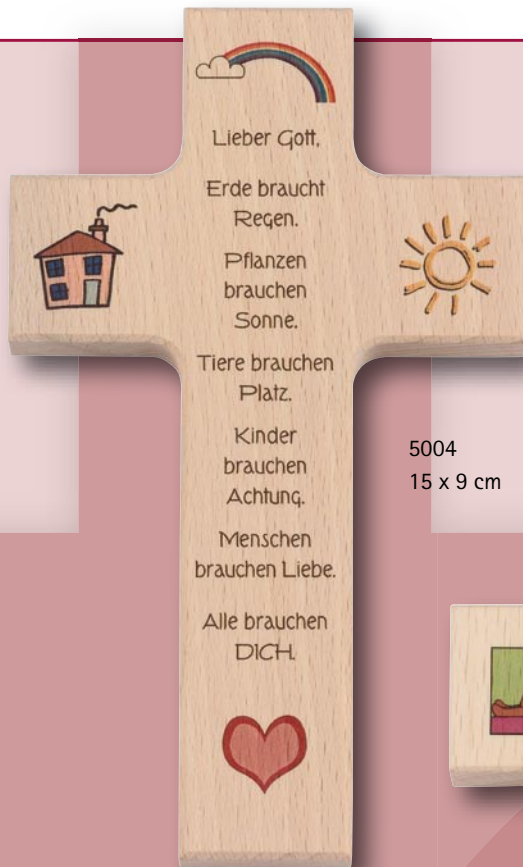 Lieber Gott,
Erde braucht
Regen.
Pflanzen
brauchen
Sonne.
Tiere brauchen
Platz.
Kinder
brauchen
Achtung.
Menschen
brauchen Liebe.
Alle brauchen
DICH.
5004
15 x 9 cm